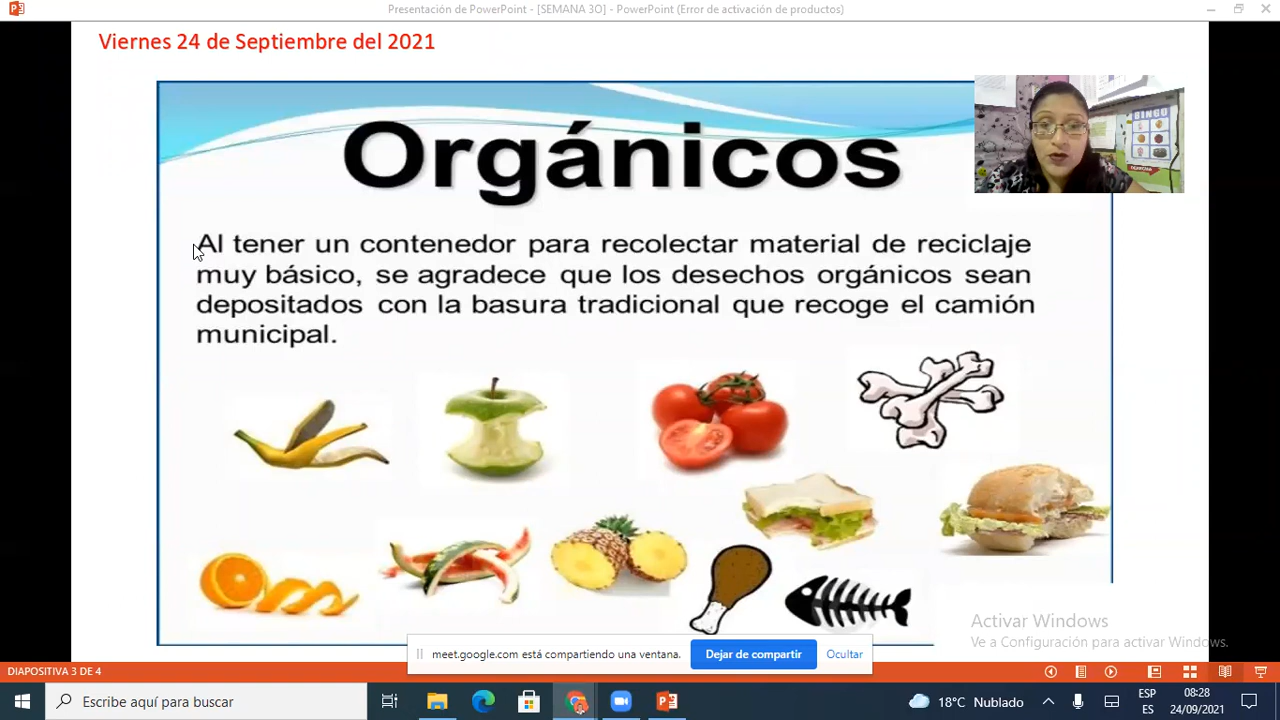 Presentación de PowerPoint - [SEMANA 3O] - PowerPoint (Error de activación de productos)
Viernes 24 de Septiembre del 2021
Orgánicos
BINGO
Al tener un contenedor para recolectar material de reciclaje
muy básico, se agradece que los desechos orgánicos sean
depositados con la basura tradicional que recoge el camión
municipal.
Activar Windows
Ve a Configuración para activar Windows.
meet.google.com está compartiendo una ventana.
Dejar de compartir
Ocultar
DIAPOSITIVA 3 DE 4
Escribe aquí para buscar
18°C Nublado
ESP
ES
08:28
24/09/2021